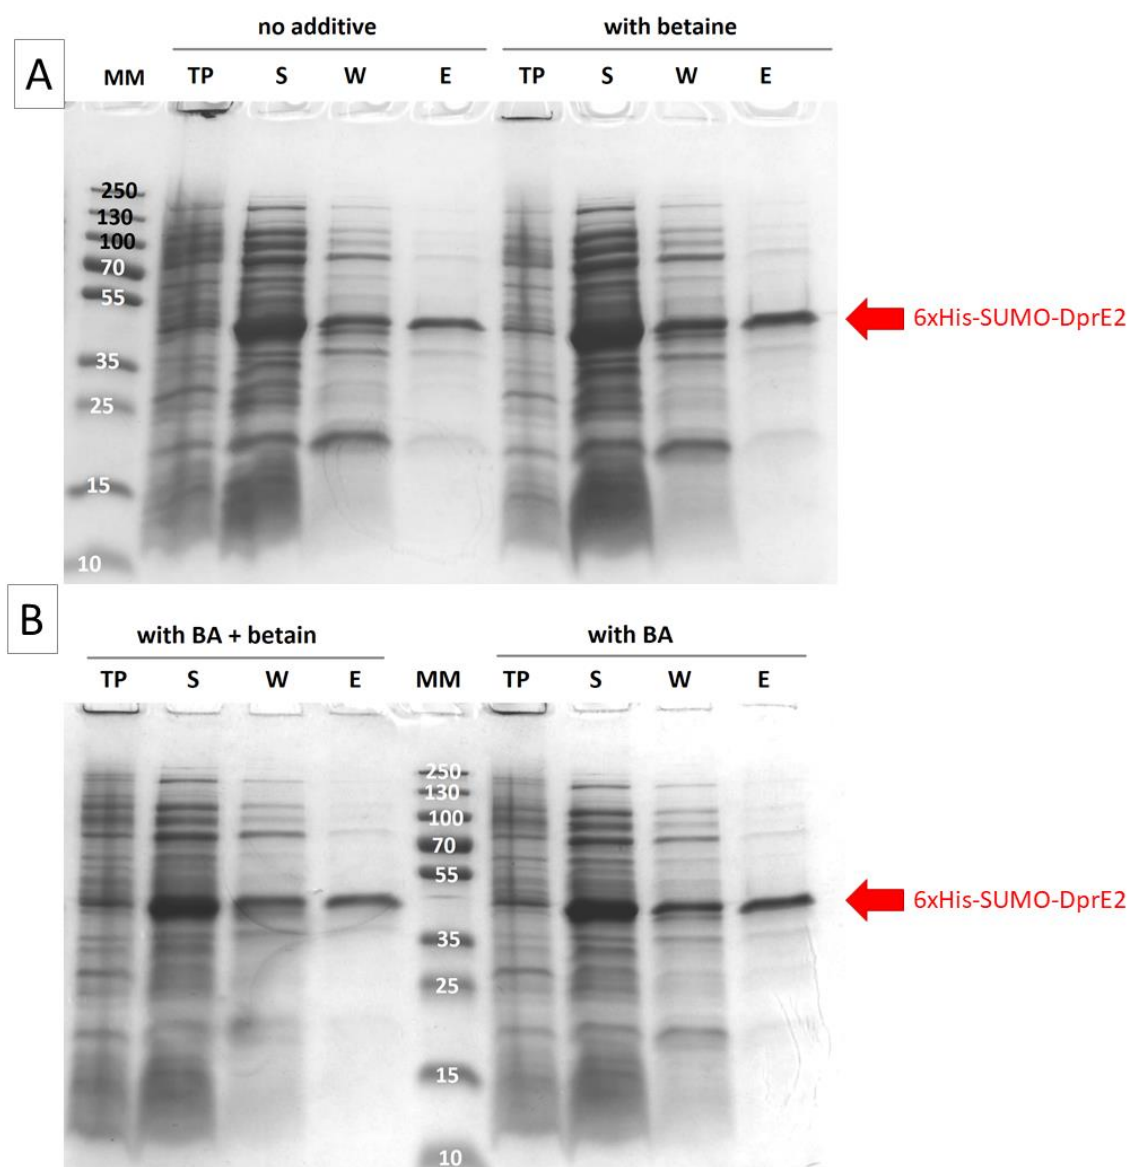 no additive with betaine
A MM TP S W E TP S W E
250
130
100
70
55
6xHis-SUMO-DprE2
35
25
15
10
B
with BA + betain with BA
TP S W E MM TP S W E
250
130
100
70
55
6xHis-SUMO-DprE2
35
25
15
10